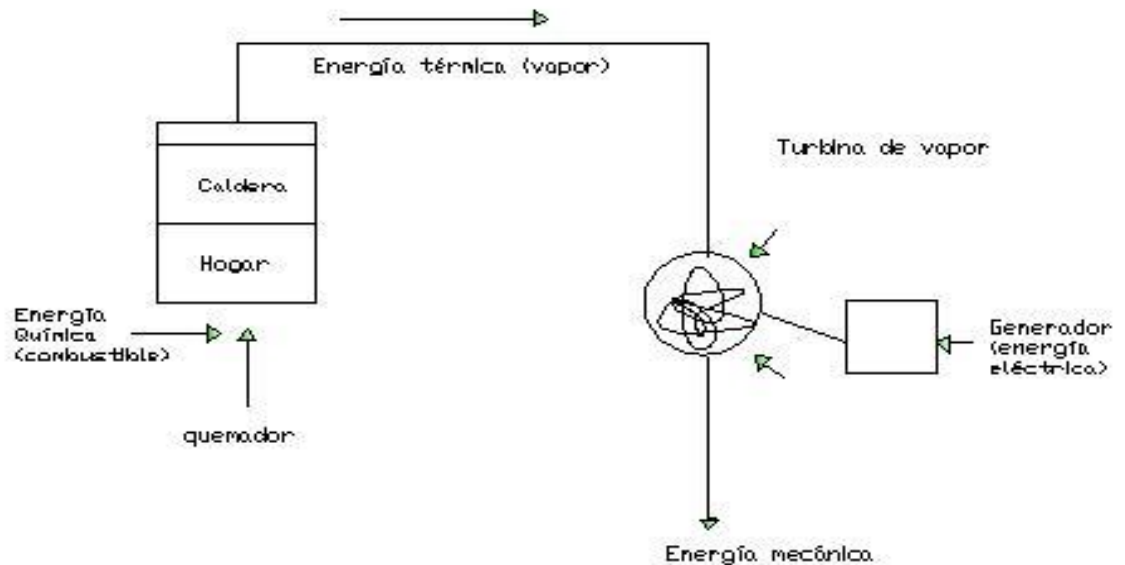 Energía térmica (vapor)
Turbina de vapor
Caldera
Hogar
Energía
Química
(combustible)
quemador
Generador
(energía
eléctrica)
Energía mecánica